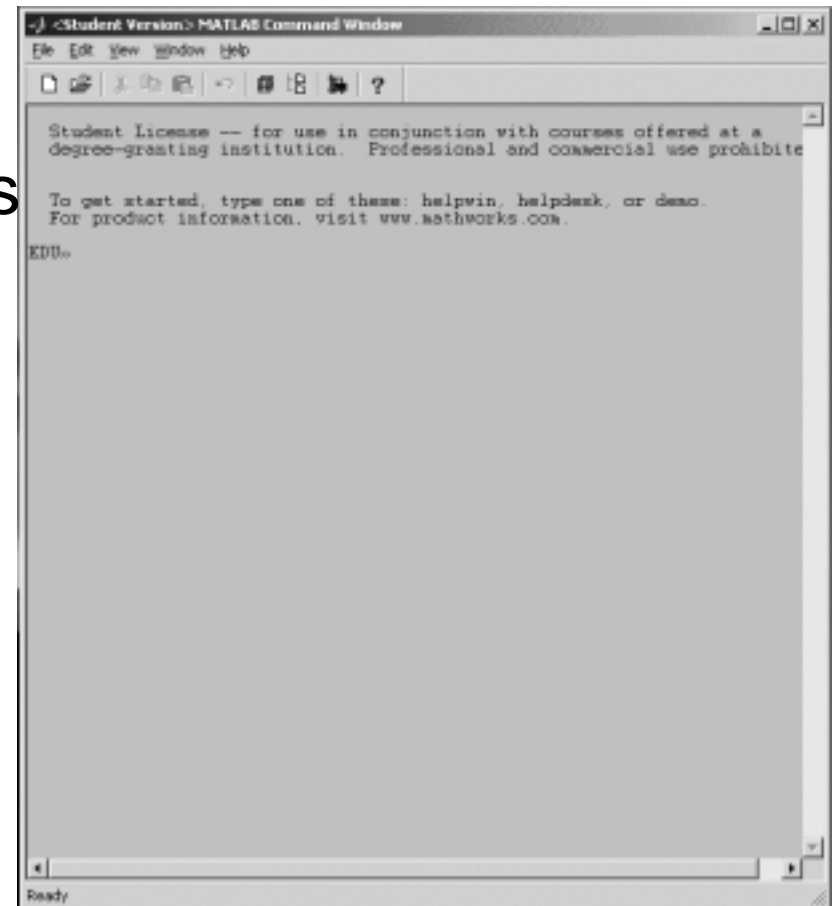 <Student Version> MATLAB Command Window
File Edit View Window Help
?
Student License -- for use in conjunction with courses offered at a
degree-granting institution. Professional and commercial use prohibite
s
To get started, type one of these: helpwin, helpdesk, or demo.
For product information, visit www.mathworks.com.
EDU»
Ready